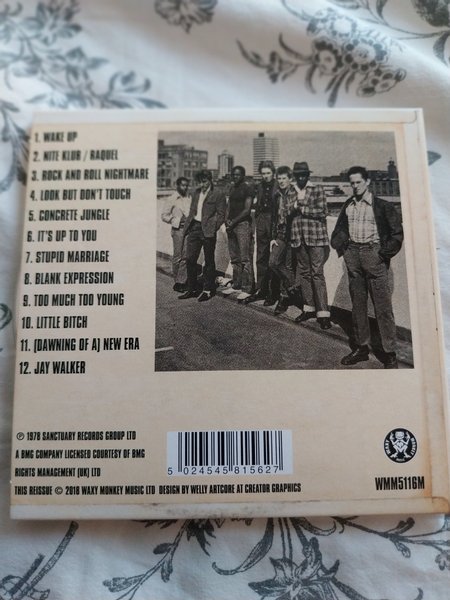 1. WAKE UP
2. NITE KLUB / RAQUEL
3. ROCK AND ROLL NIGHTMARE
4. LOOK BUT DON'T TOUCH
5. CONCRETE JUNGLE
6. IT'S UP TO YOU
7. STUPID MARRIAGE
8. BLANK EXPRESSION
9. TOO MUCH TOO YOUNG
10. LITTLE BITCH
11. (DAWNING OF A) NEW ERA
12. JAY WALKER
℗ 1978 SANCTUARY RECORDS GROUP LTD
A BMG COMPANY LICENSED COURTESY OF BMG
RIGHTS MANAGEMENT (UK) LTD
THIS REISSUE © 2018 WAXY MONKEY MUSIC LTD DESIGN BY WELLY ARTCORE AT CREATOR GRAPHICS
5 024545 815627
WMM5116M